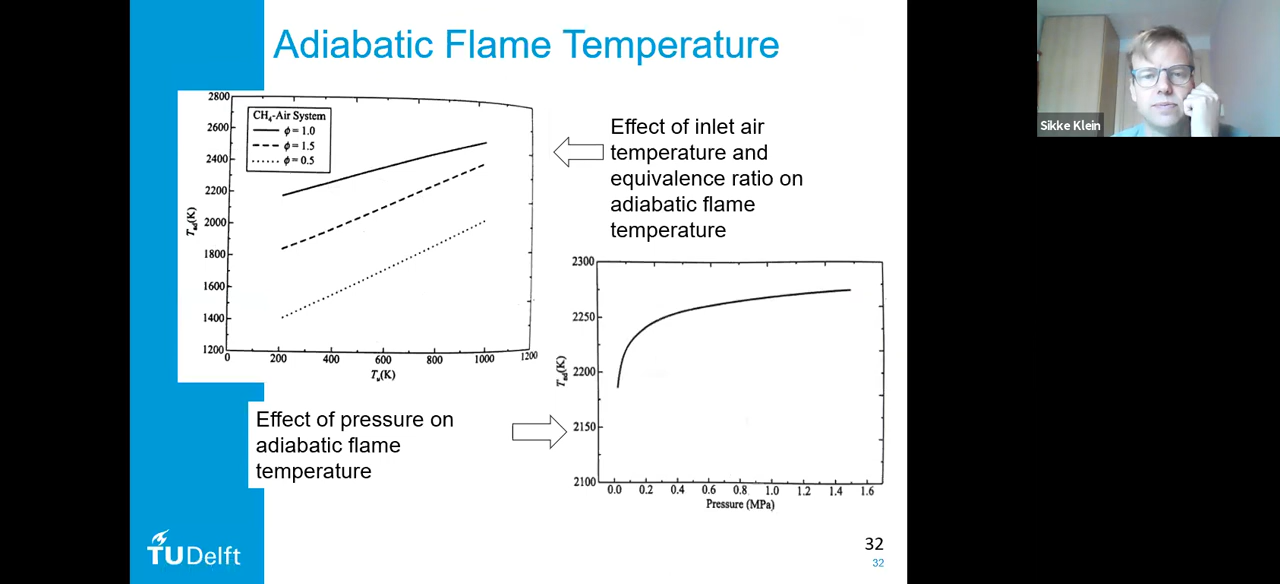 Adiabatic Flame Temperature
2800
2600
2400
2200
2000
1800
1600
1400
1200
T_ad(K)
CH₄-Air System
ϕ = 1.0
ϕ = 1.5
ϕ = 0.5
0 200 400 600 800 1000 1200
T_u(K)
Effect of inlet air
temperature and
equivalence ratio on
adiabatic flame
temperature
Effect of pressure on
adiabatic flame
temperature
2300
2250
2200
2150
2100
T_ad(K)
0.0 0.2 0.4 0.6 0.8 1.0 1.2 1.4 1.6
Pressure (MPa)
TUDelft
32
32
Sikke Klein